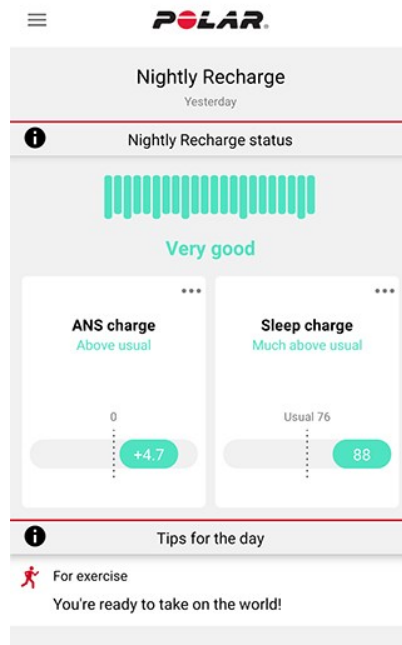 POLAR.
Nightly Recharge
Yesterday
Nightly Recharge status
Very good
ANS charge
Above usual
0
+4.7
Sleep charge
Much above usual
Usual 76
88
Tips for the day
For exercise
You're ready to take on the world!